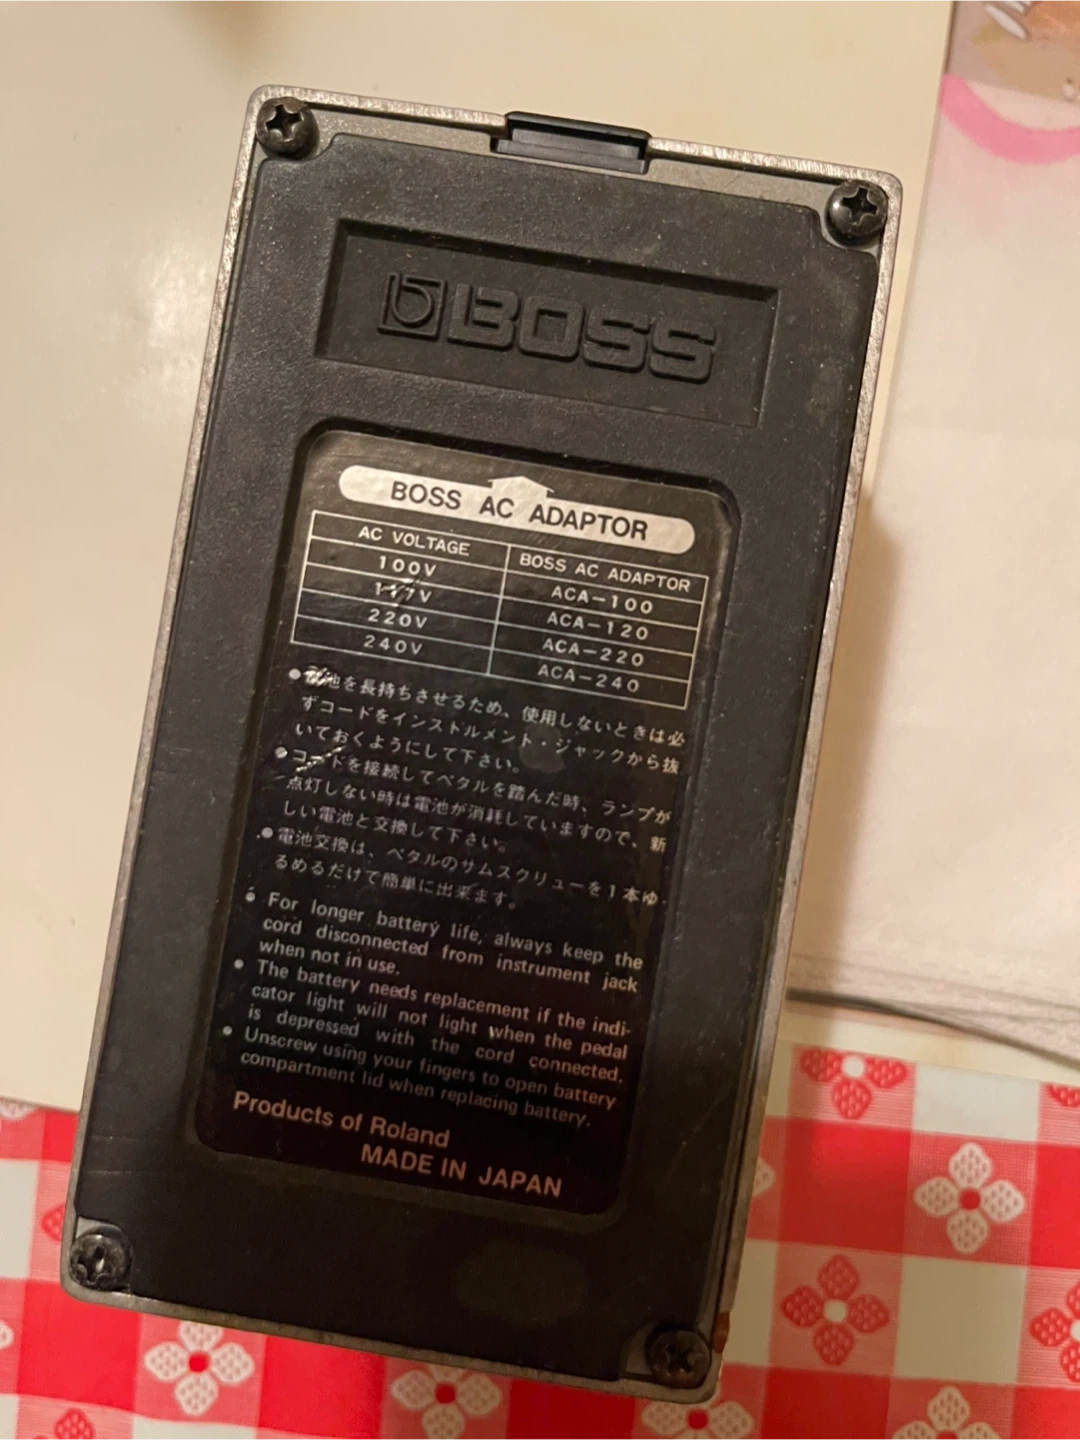 BOSS
BOSS AC ADAPTOR
AC VOLTAGE BOSS AC ADAPTOR
100V ACA-100
117V ACA-120
220V ACA-220
240V ACA-240
●電池を長持ちさせるため、使用しないときは必
ずコードをインストルメント・ジャックから抜
いておくようにして下さい。
●コードを接続してペタルを踏んだ時、ランプが
点灯しない時は電池が消耗していますので、新
しい電池と交換して下さい。
●電池交換は、ペタルのサムスクリューを1本ゆ
るめるだけで簡単に出来ます。
● For longer battery life, always keep the
cord disconnected from instrument jack
when not in use.
● The battery needs replacement if the indi-
cator light will not light when the pedal
is depressed with the cord connected.
● Unscrew using your fingers to open battery
compartment lid when replacing battery.
Products of Roland
MADE IN JAPAN